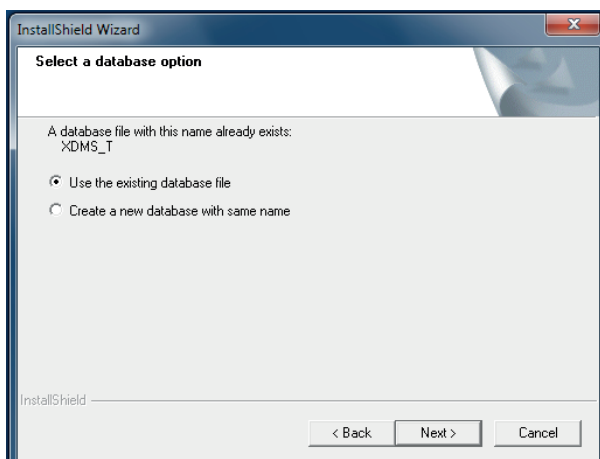 InstallShield Wizard
Select a database option
A database file with this name already exists:
XDMS_T
Use the existing database file
Create a new database with same name
InstallShield
< Back Next > Cancel